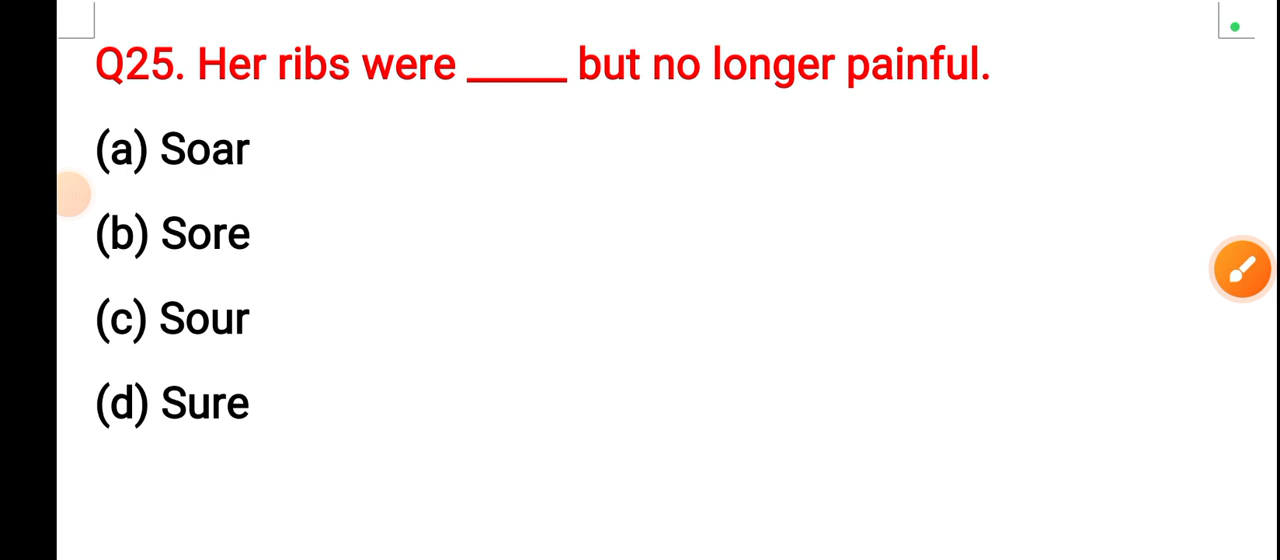 Q25. Her ribs were _____ but no longer painful.
(a) Soar
(b) Sore
(c) Sour
(d) Sure